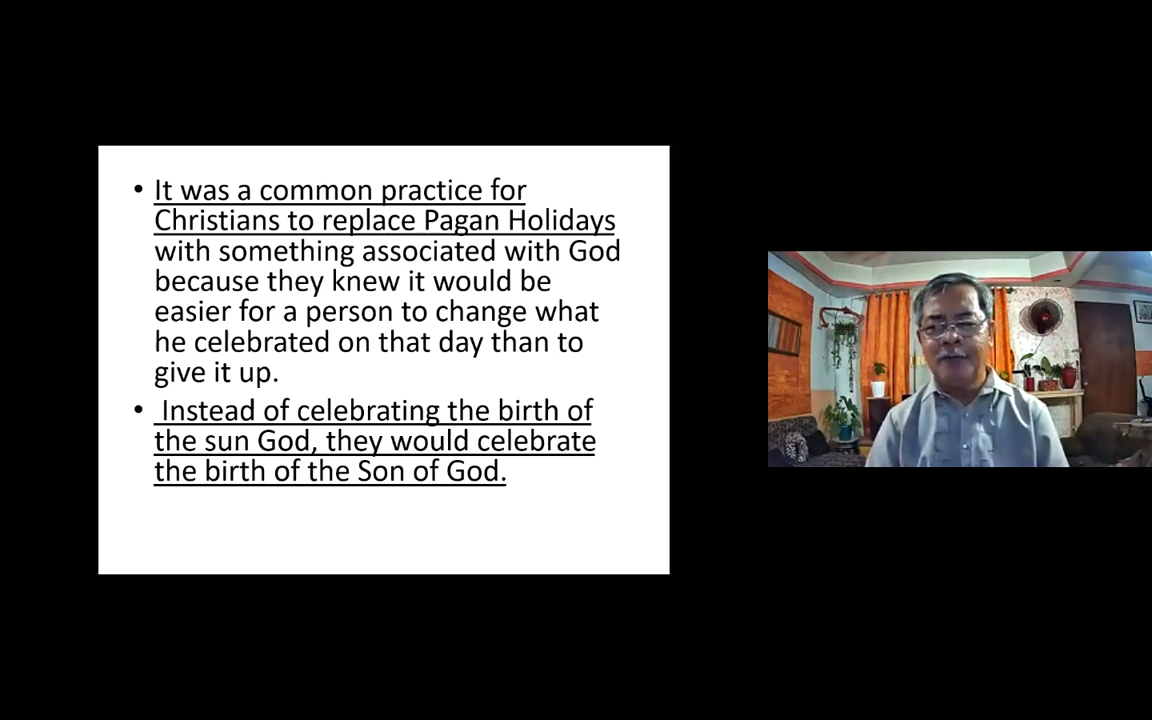 • It was a common practice for
Christians to replace Pagan Holidays
with something associated with God
because they knew it would be
easier for a person to change what
he celebrated on that day than to
give it up.
• Instead of celebrating the birth of
the sun God, they would celebrate
the birth of the Son of God.